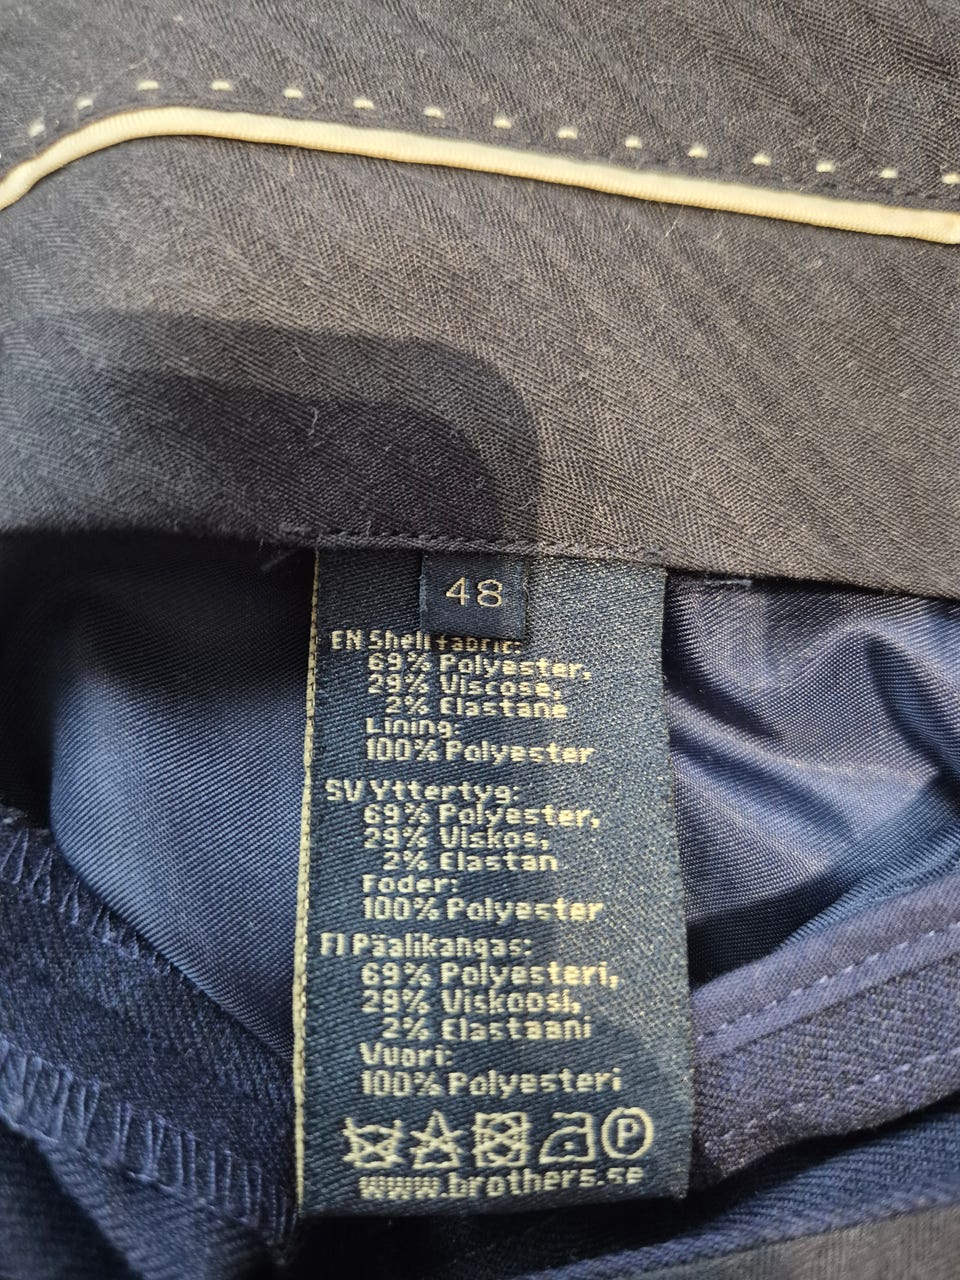 48
EN Shell fabric:
69% Polyester,
29% Viscose,
2% Elastane
Lining:
100% Polyester
SV Yttertyg:
69% Polyester,
29% Viskos,
2% Elastan
Foder:
100% Polyester
FI Päälikangas:
69% Polyesteri,
29% Viskoosi,
2% Elastaani
Vuori:
100% Polyesteri
P
www.brothers.se